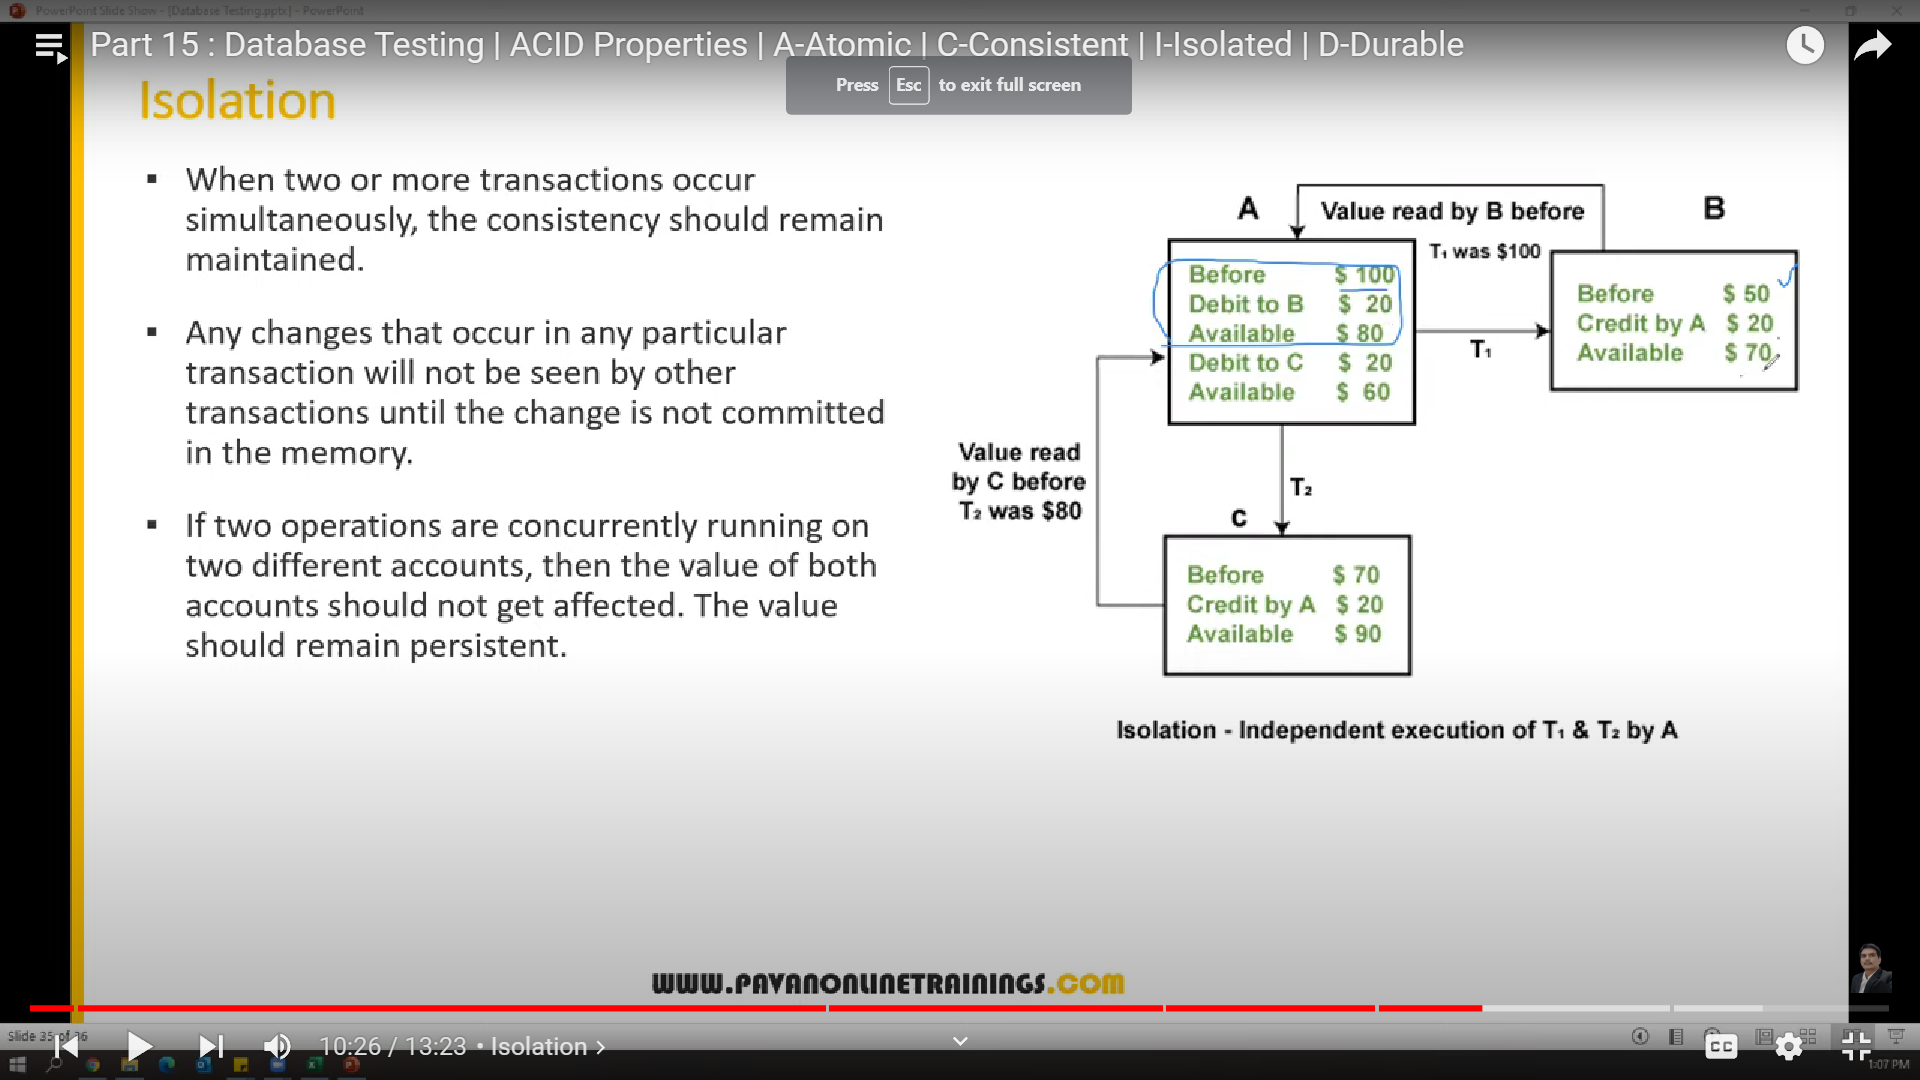 PowerPoint Slide Show - [Database Testing.pptx] - PowerPoint
Part 15 : Database Testing | ACID Properties | A-Atomic | C-Consistent | I-Isolated | D-Durable
Press Esc to exit full screen
Isolation
▪ When two or more transactions occur
simultaneously, the consistency should remain
maintained.
▪ Any changes that occur in any particular
transaction will not be seen by other
transactions until the change is not committed
in the memory.
▪ If two operations are concurrently running on
two different accounts, then the value of both
accounts should not get affected. The value
should remain persistent.
A
Value read by B before
T₁ was $100
B
Before $ 100
Debit to B $ 20
Available $ 80
Debit to C $ 20
Available $ 60
T₁
Before $ 50
Credit by A $ 20
Available $ 70
Value read
by C before
T₂ was $80
T₂
C
Before $ 70
Credit by A $ 20
Available $ 90
Isolation - Independent execution of T₁ & T₂ by A
WWW.PAVANONLINETRAININGS.COM
Slide 35 of 36
10:26 / 13:23 • Isolation
CC
1:07 PM